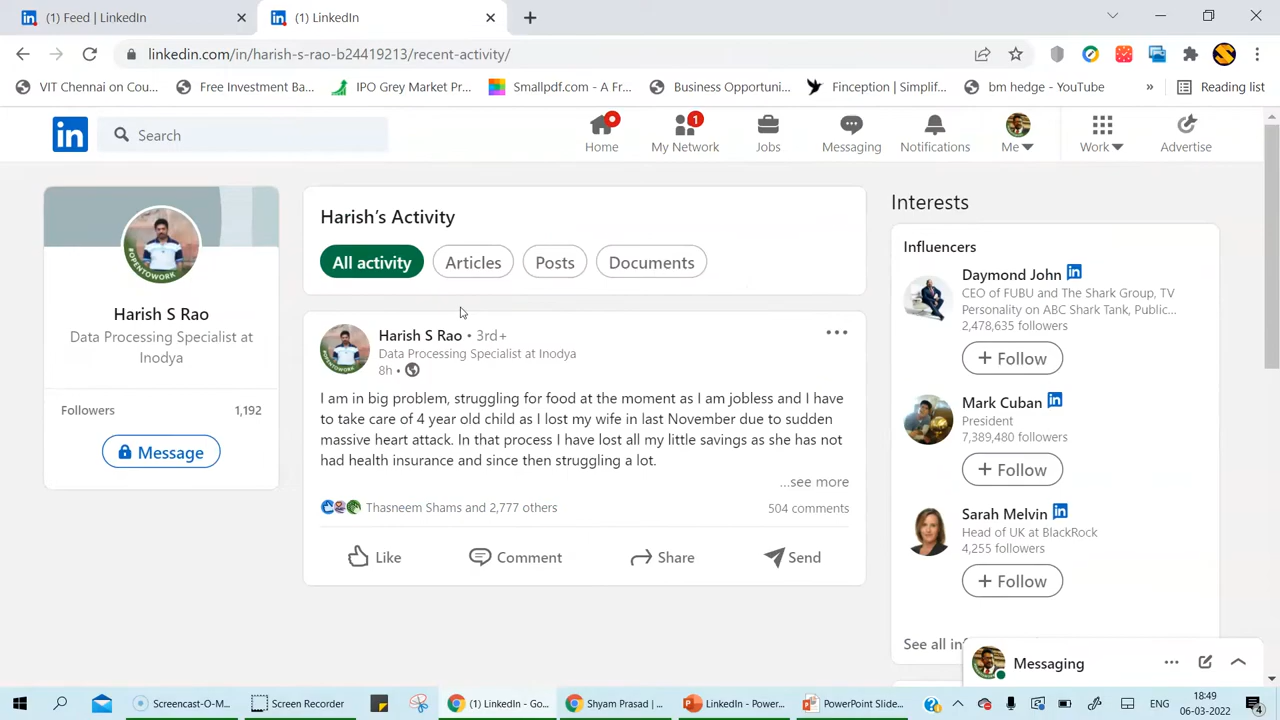 (1) Feed | LinkedIn
(1) LinkedIn
linkedin.com/in/harish-s-rao-b24419213/recent-activity/
VIT Chennai on Cou...
Free Investment Ba...
IPO Grey Market Pr...
Smallpdf.com - A Fr...
Business Opportuni...
Finception | Simplif...
bm hedge - YouTube
»
Reading list
in
Search
Home
1
My Network
Jobs
Messaging
Notifications
Me
Work
Advertise
#OPENTOWORK
Harish S Rao
Data Processing Specialist at
Inodya
Followers 1,192
Message
Harish's Activity
All activity
Articles
Posts
Documents
Harish S Rao • 3rd+
Data Processing Specialist at Inodya
8h •
I am in big problem, struggling for food at the moment as I am jobless and I have
to take care of 4 year old child as I lost my wife in last November due to sudden
massive heart attack. In that process I have lost all my little savings as she has not
had health insurance and since then struggling a lot.
...see more
Thasneem Shams and 2,777 others
504 comments
Like
Comment
Share
Send
Interests
Influencers
Daymond John in
CEO of FUBU and The Shark Group, TV
Personality on ABC Shark Tank, Public...
2,478,635 followers
+ Follow
Mark Cuban in
President
7,389,480 followers
+ Follow
Sarah Melvin in
Head of UK at BlackRock
4,255 followers
+ Follow
See all in
Messaging
Screencast-O-M...
Screen Recorder
(1) LinkedIn - Go...
Shyam Prasad | ...
LinkedIn - Power...
PowerPoint Slide...
ENG
18:49
06-03-2022
4